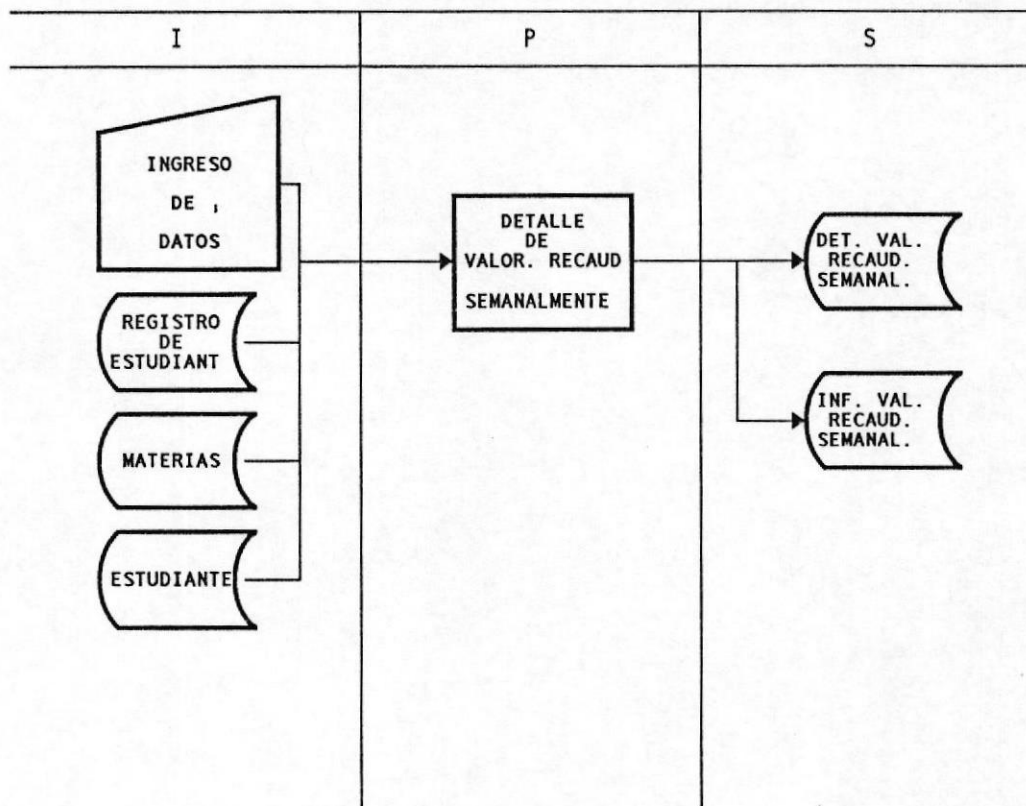 I P S
INGRESO
DE ,
DATOS
REGISTRO
DE
ESTUDIANT
MATERIAS
ESTUDIANTE
DETALLE
DE
VALOR. RECAUD
SEMANALMENTE
DET. VAL.
RECAUD.
SEMANAL.
INF. VAL.
RECAUD.
SEMANAL.